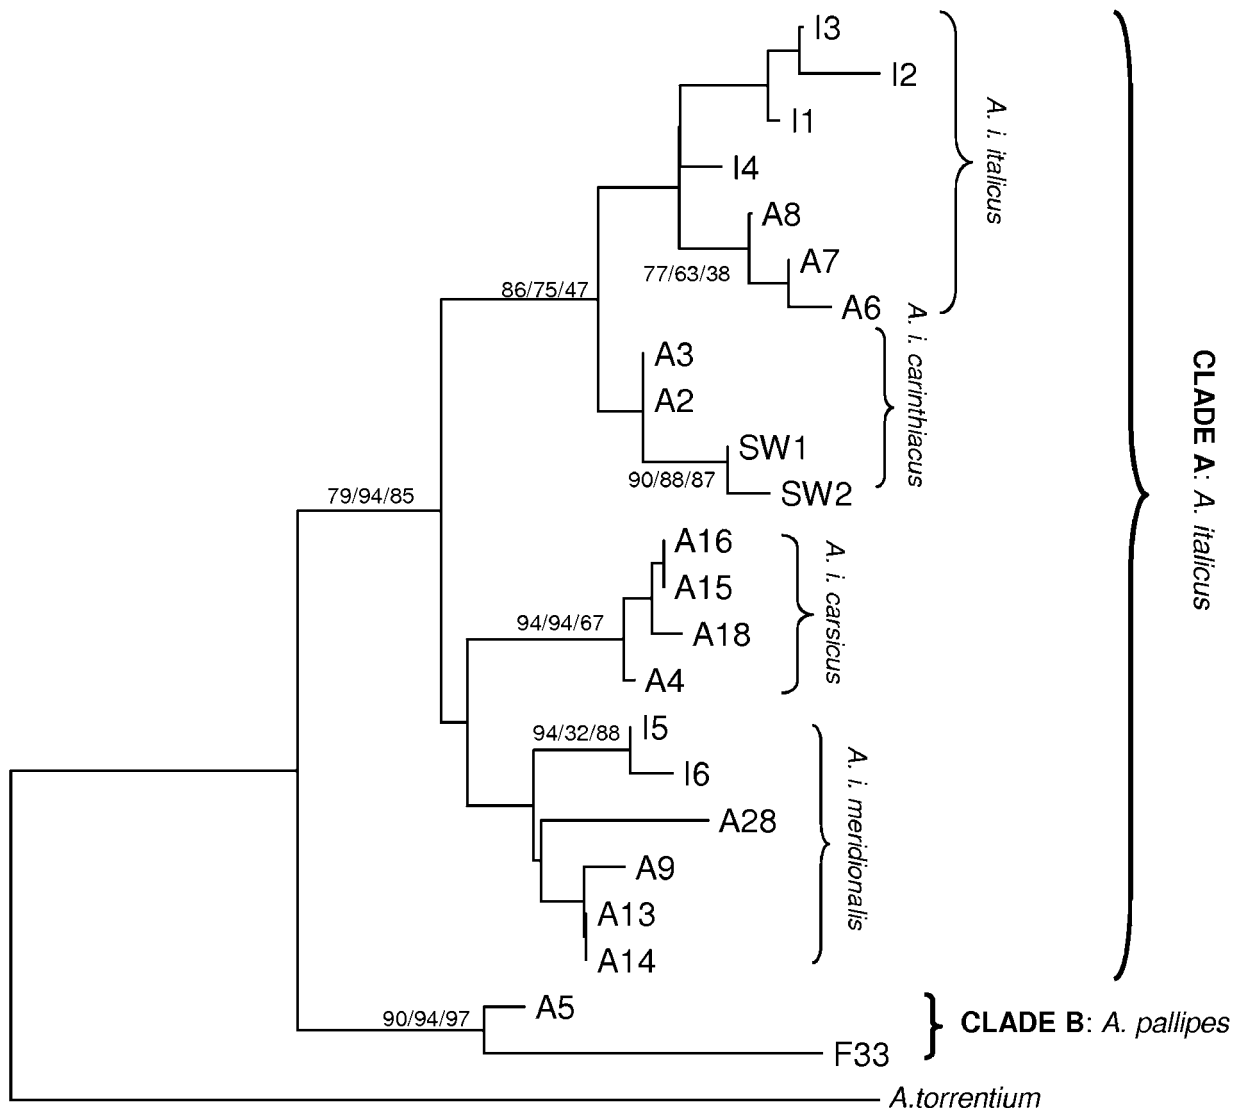 I3
I2
I1
I4
A8
A7
77/63/38
86/75/47
A6
A. i. italicus
A3
A2
SW1
90/88/87
SW2
A. i. carinthiacus
79/94/85
A16
A15
94/94/67
A18
A4
A. i. carsicus
I5
94/32/88
I6
A28
A9
A13
A14
A. i. meridionalis
CLADE A: A. italicus
A5
90/94/97
F33
CLADE B: A. pallipes
A.torrentium